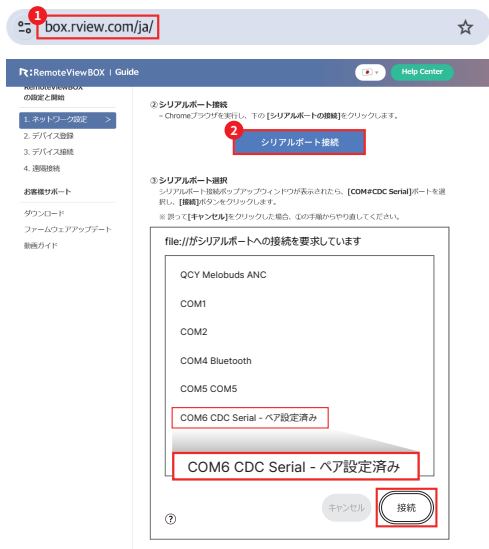 1
box.rview.com/ja/
RemoteViewBOX | Guide
Help Center
RemoteViewBOX
の設定と開始
1. ネットワーク設定 >
2. デバイス登録
3. デバイス接続
4. 遠隔接続
お客様サポート
ダウンロード
ファームウェアアップデート
動画ガイド
② シリアルポート接続
– Chromeブラウザを実行し、下の [シリアルポートの接続]をクリックします。
2
シリアルポート接続
③ シリアルポート選択
シリアルポート接続ポップアップウィンドウが表示されたら、[COM#CDC Serial]ポートを選
択し、[接続]ボタンをクリックします。
※ 誤って[キャンセル]をクリックした場合、①の手順からやり直してください。
file://がシリアルポートへの接続を要求しています
QCY Melobuds ANC
COM1
COM2
COM4 Bluetooth
COM5 COM5
COM6 CDC Serial - ペア設定済み
COM6 CDC Serial - ペア設定済み
?
キャンセル
接続